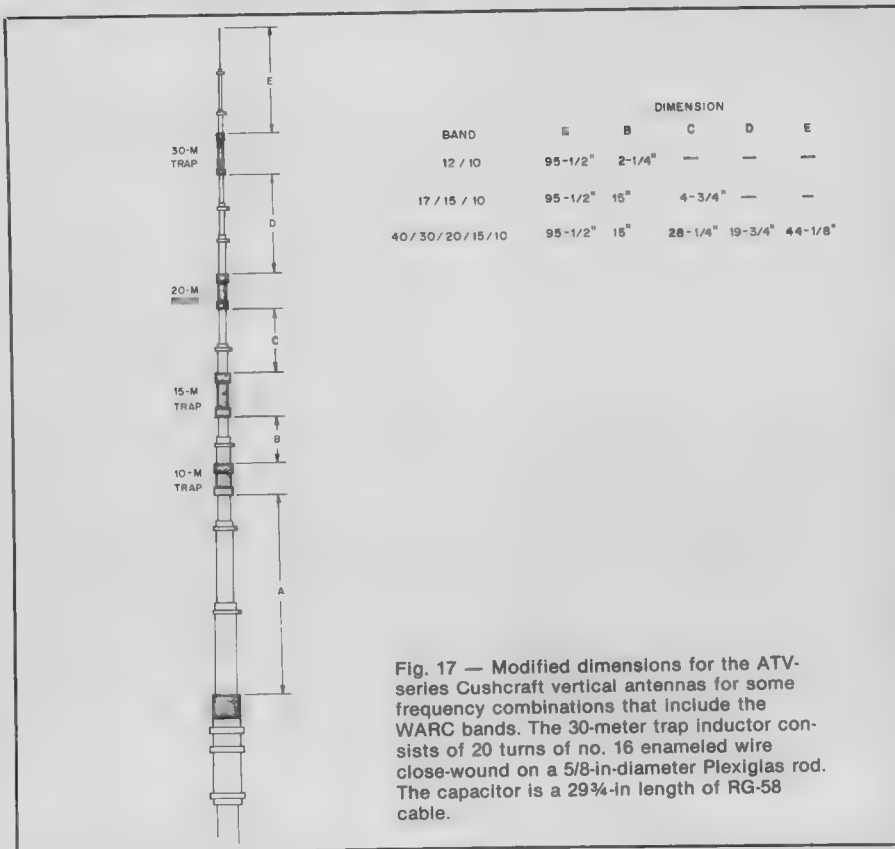 E
30-M
TRAP
D
20-M
C
15-M
TRAP
B
10-M
TRAP
A
DIMENSION
BAND B C D E
12 / 10 95-1/2" 2-1/4" — — —
17 / 15 / 10 95-1/2" 15" 4-3/4" — —
40/30/20/15/10 95-1/2" 15" 28-1/4" 19-3/4" 44-1/8"
Fig. 17 — Modified dimensions for the ATV-
series Cushcraft vertical antennas for some
frequency combinations that include the
WARC bands. The 30-meter trap inductor con-
sists of 20 turns of no. 16 enameled wire
close-wound on a 5/8-in-diameter Plexiglas rod.
The capacitor is a 29¾-in length of RG-58
cable.